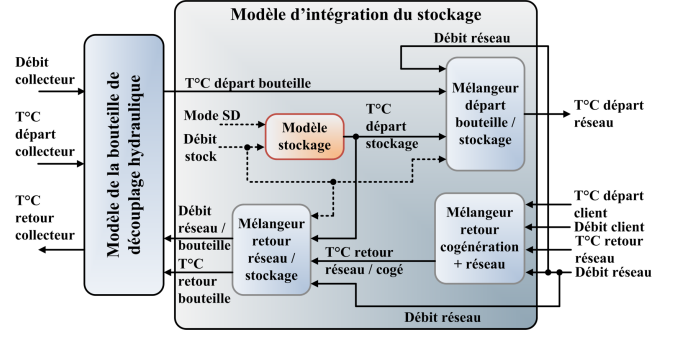 Modèle d'intégration du stockage
Débit réseau
Débit
collecteur
T°C
départ
collecteur
T°C
retour
collecteur
Modèle de la bouteille de
découplage hydraulique
T°C départ bouteille
Mode SD
Débit
stock
Modèle
stockage
T°C
départ
stockage
Mélangeur
départ
bouteille /
stockage
T°C départ
réseau
Débit
réseau /
bouteille
T°C
retour
bouteille
Mélangeur
retour
réseau /
stockage
T°C retour
réseau / cogé
Mélangeur
retour
cogénération
+ réseau
T°C départ
client
Débit client
T°C retour
réseau
Débit réseau
Débit réseau